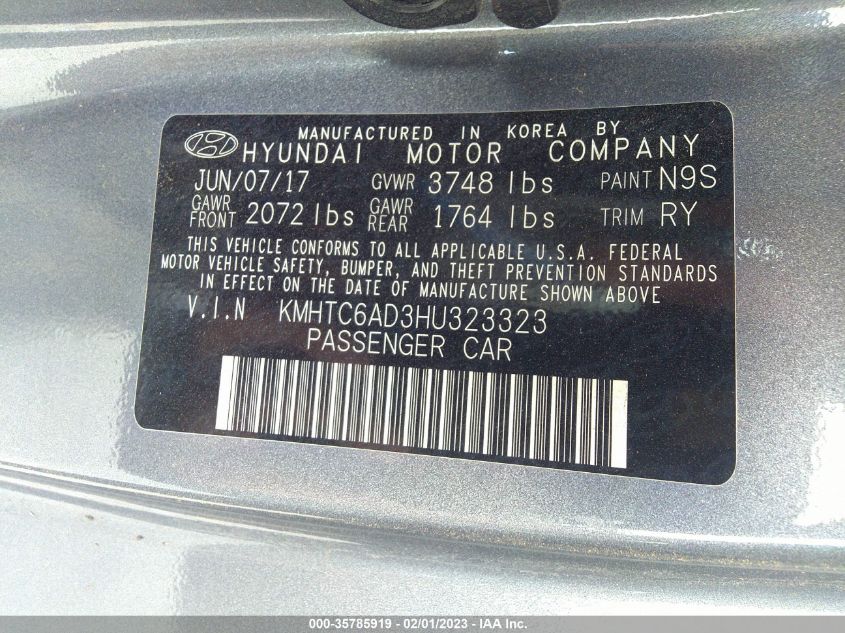 MANUFACTURED IN KOREA BY
HYUNDAI MOTOR COMPANY
JUN/07/17 GVWR 3748 lbs PAINT N9S
GAWR FRONT 2072 lbs GAWR REAR 1764 lbs TRIM RY
THIS VEHICLE CONFORMS TO ALL APPLICABLE U.S.A. FEDERAL
MOTOR VEHICLE SAFETY, BUMPER, AND THEFT PREVENTION STANDARDS
IN EFFECT ON THE DATE OF MANUFACTURE SHOWN ABOVE
V.I.N KMHTC6AD3HU323323
PASSENGER CAR
000-35785919 - 02/01/2023 - IAA Inc.